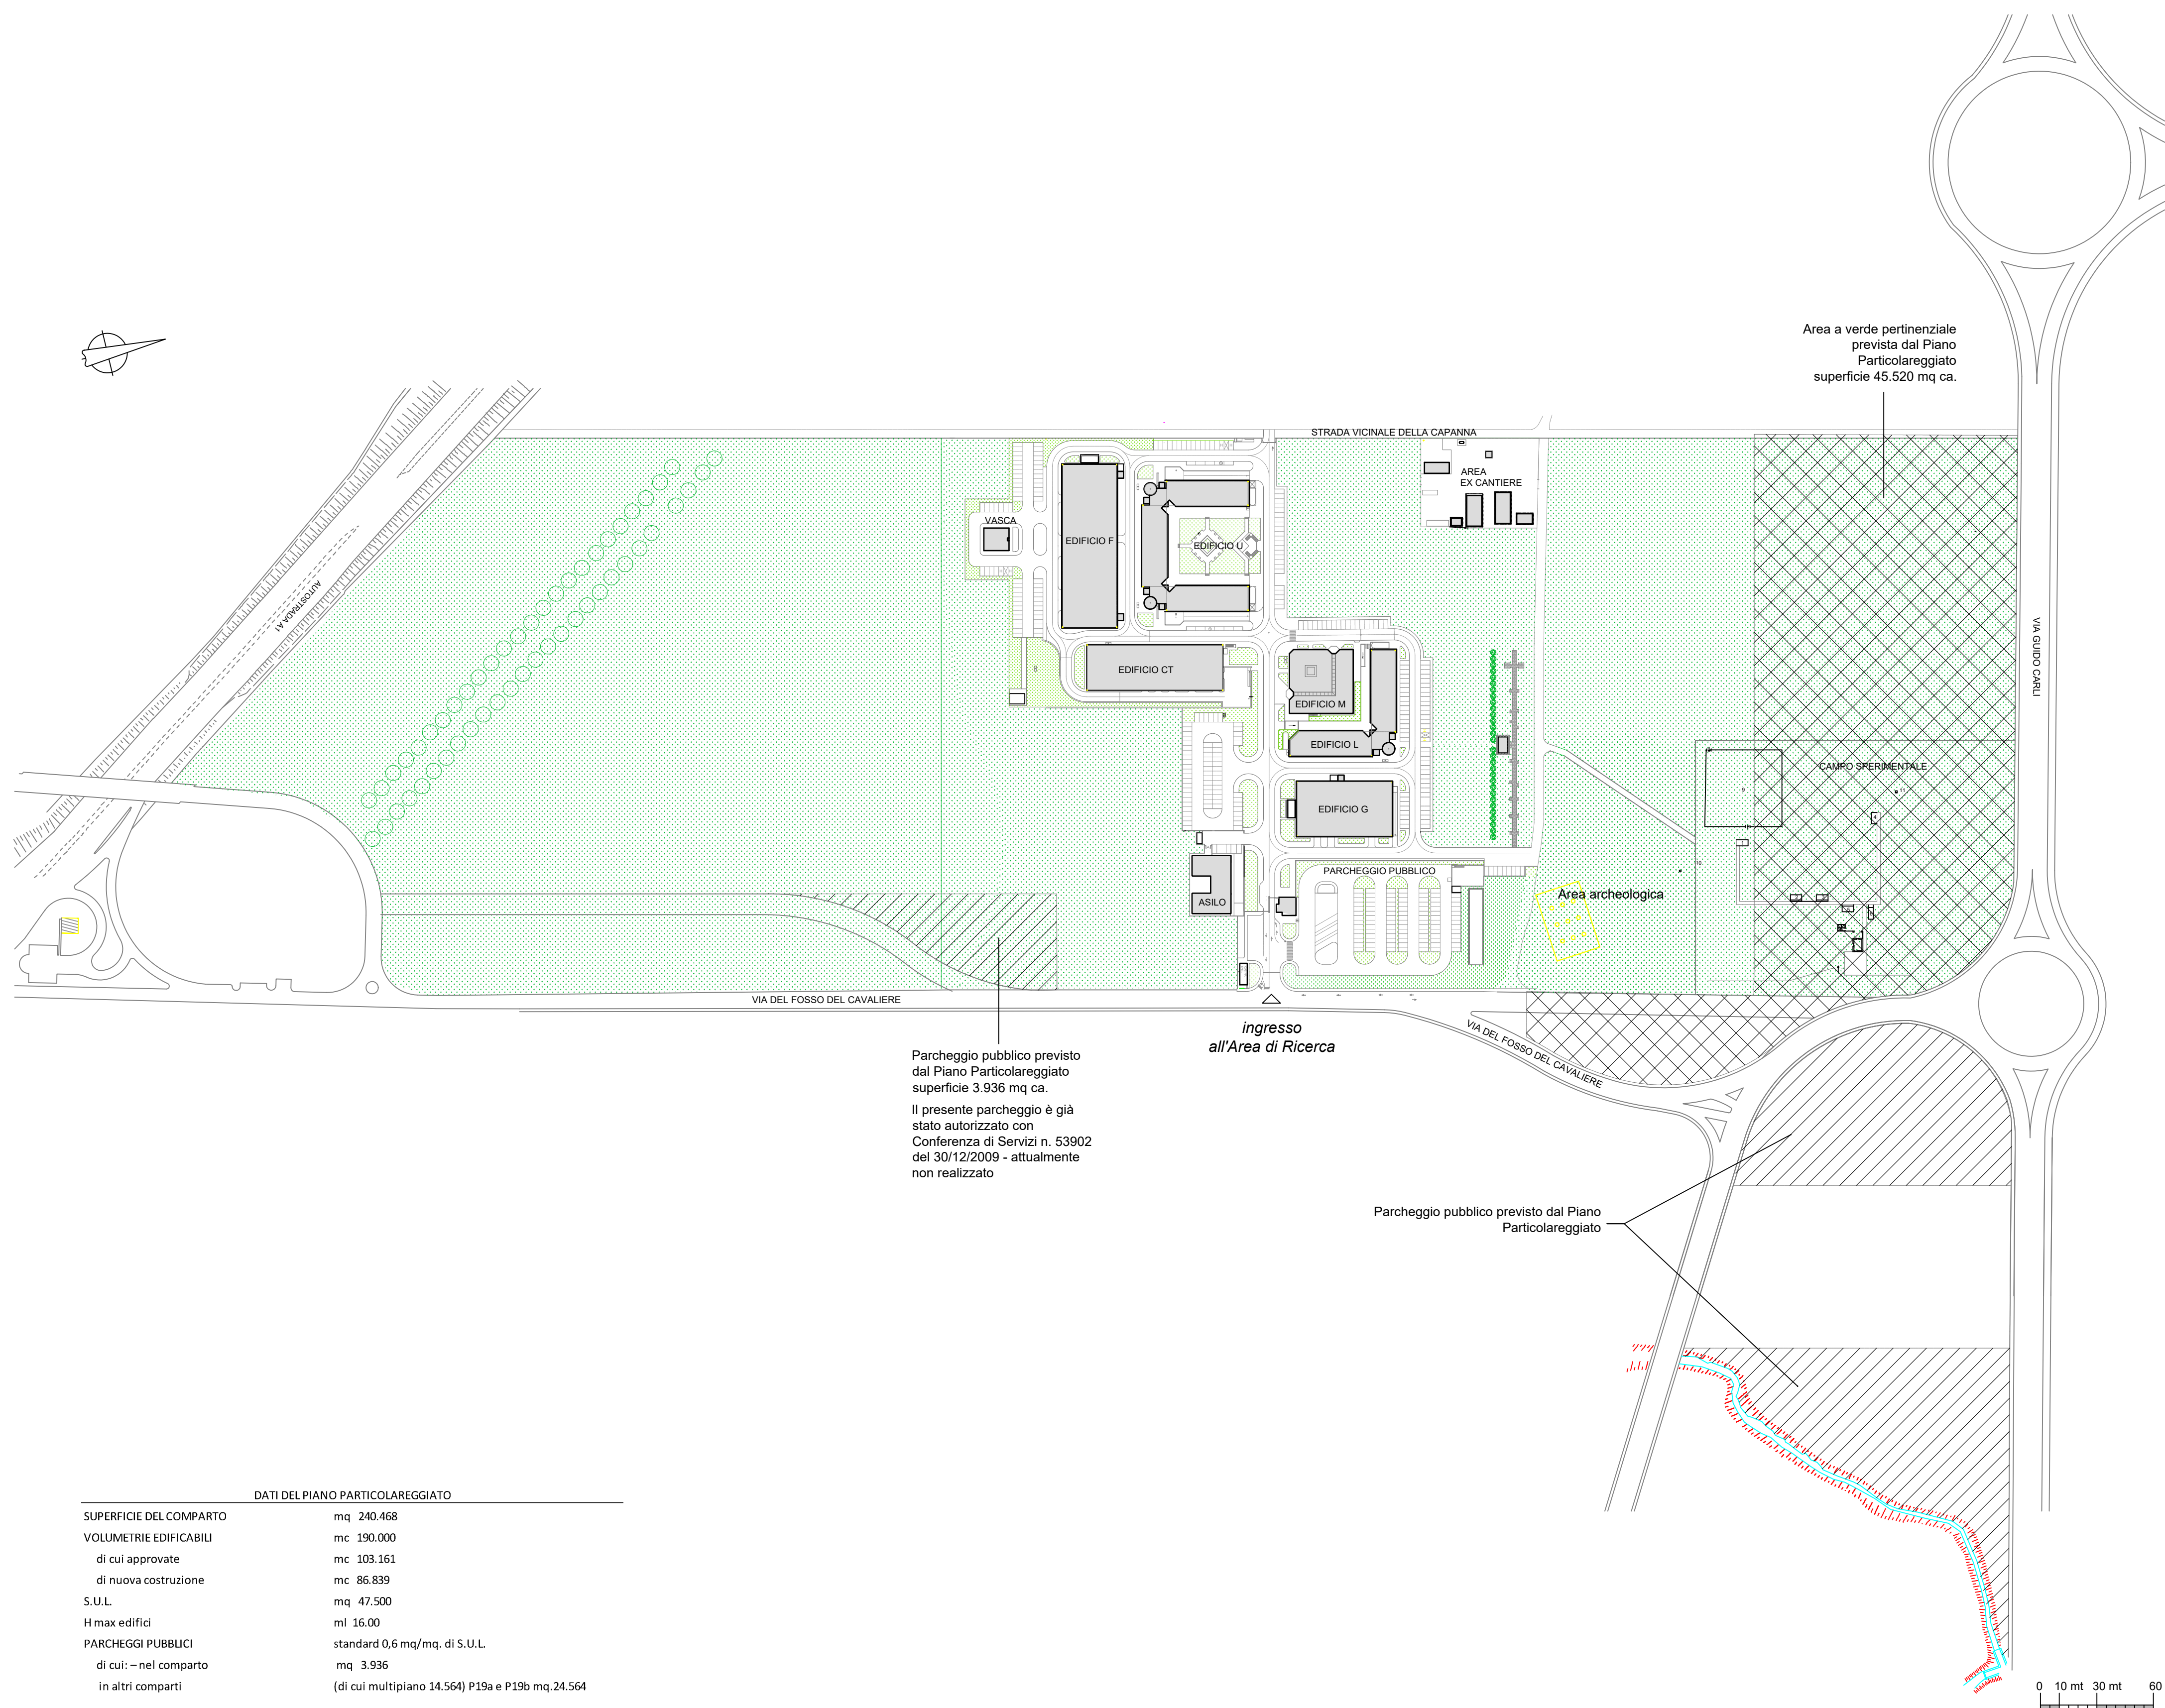 Area a verde pertinenziale
prevista dal Piano
Particolareggiato
superficie 45.520 mq ca.
STRADA VICINALE DELLA CAPANNA
AREA
EX CANTIERE
VASCA
EDIFICIO F
EDIFICIO U
AUTOSTRADA A1
VIA GUIDO CARLI
EDIFICIO CT
EDIFICIO M
EDIFICIO L
CAMPO SPERIMENTALE
EDIFICIO G
PARCHEGGIO PUBBLICO
ASILO
Area archeologica
VIA DEL FOSSO DEL CAVALIERE
ingresso
all'Area di Ricerca
VIA DEL FOSSO DEL CAVALIERE
Parcheggio pubblico previsto
dal Piano Particolareggiato
superficie 3.936 mq ca.
Il presente parcheggio è già
stato autorizzato con
Conferenza di Servizi n. 53902
del 30/12/2009 - attualmente
non realizzato
Parcheggio pubblico previsto dal Piano
Particolareggiato
DATI DEL PIANO PARTICOLAREGGIATO
SUPERFICIE DEL COMPARTO mq 240.468
VOLUMETRIE EDIFICABILI mc 190.000
di cui approvate mc 103.161
di nuova costruzione mc 86.839
S.U.L. mq 47.500
H max edifici ml 16.00
PARCHEGGI PUBBLICI standard 0,6 mq/mq. di S.U.L.
di cui: – nel comparto mq 3.936
in altri comparti (di cui multipiano 14.564) P19a e P19b mq.24.564
0 10 mt 30 mt 60